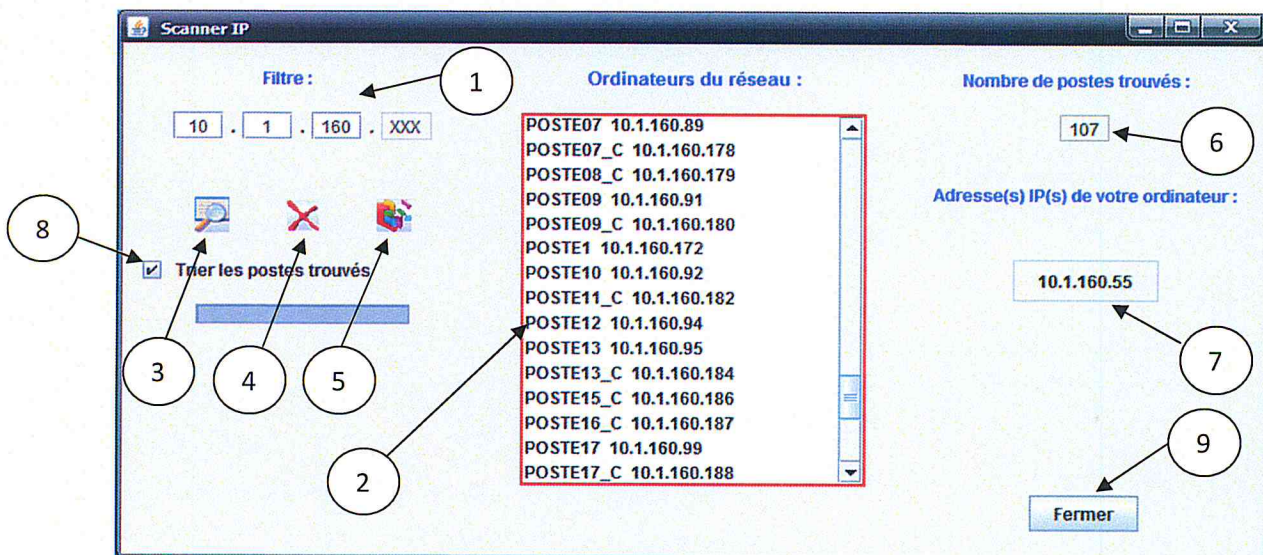 Scanner IP
Filtre :
1
10 . 1 . 160 . XXX
8
Trier les postes trouvés
3
4
5
Ordinateurs du réseau :
POSTE07 10.1.160.89
POSTE07_C 10.1.160.178
POSTE08_C 10.1.160.179
POSTE09 10.1.160.91
POSTE09_C 10.1.160.180
POSTE1 10.1.160.172
POSTE10 10.1.160.92
POSTE11_C 10.1.160.182
POSTE12 10.1.160.94
POSTE13 10.1.160.95
POSTE13_C 10.1.160.184
POSTE15_C 10.1.160.186
POSTE16_C 10.1.160.187
POSTE17 10.1.160.99
POSTE17_C 10.1.160.188
2
Nombre de postes trouvés :
107
6
Adresse(s) IP(s) de votre ordinateur :
10.1.160.55
7
9
Fermer